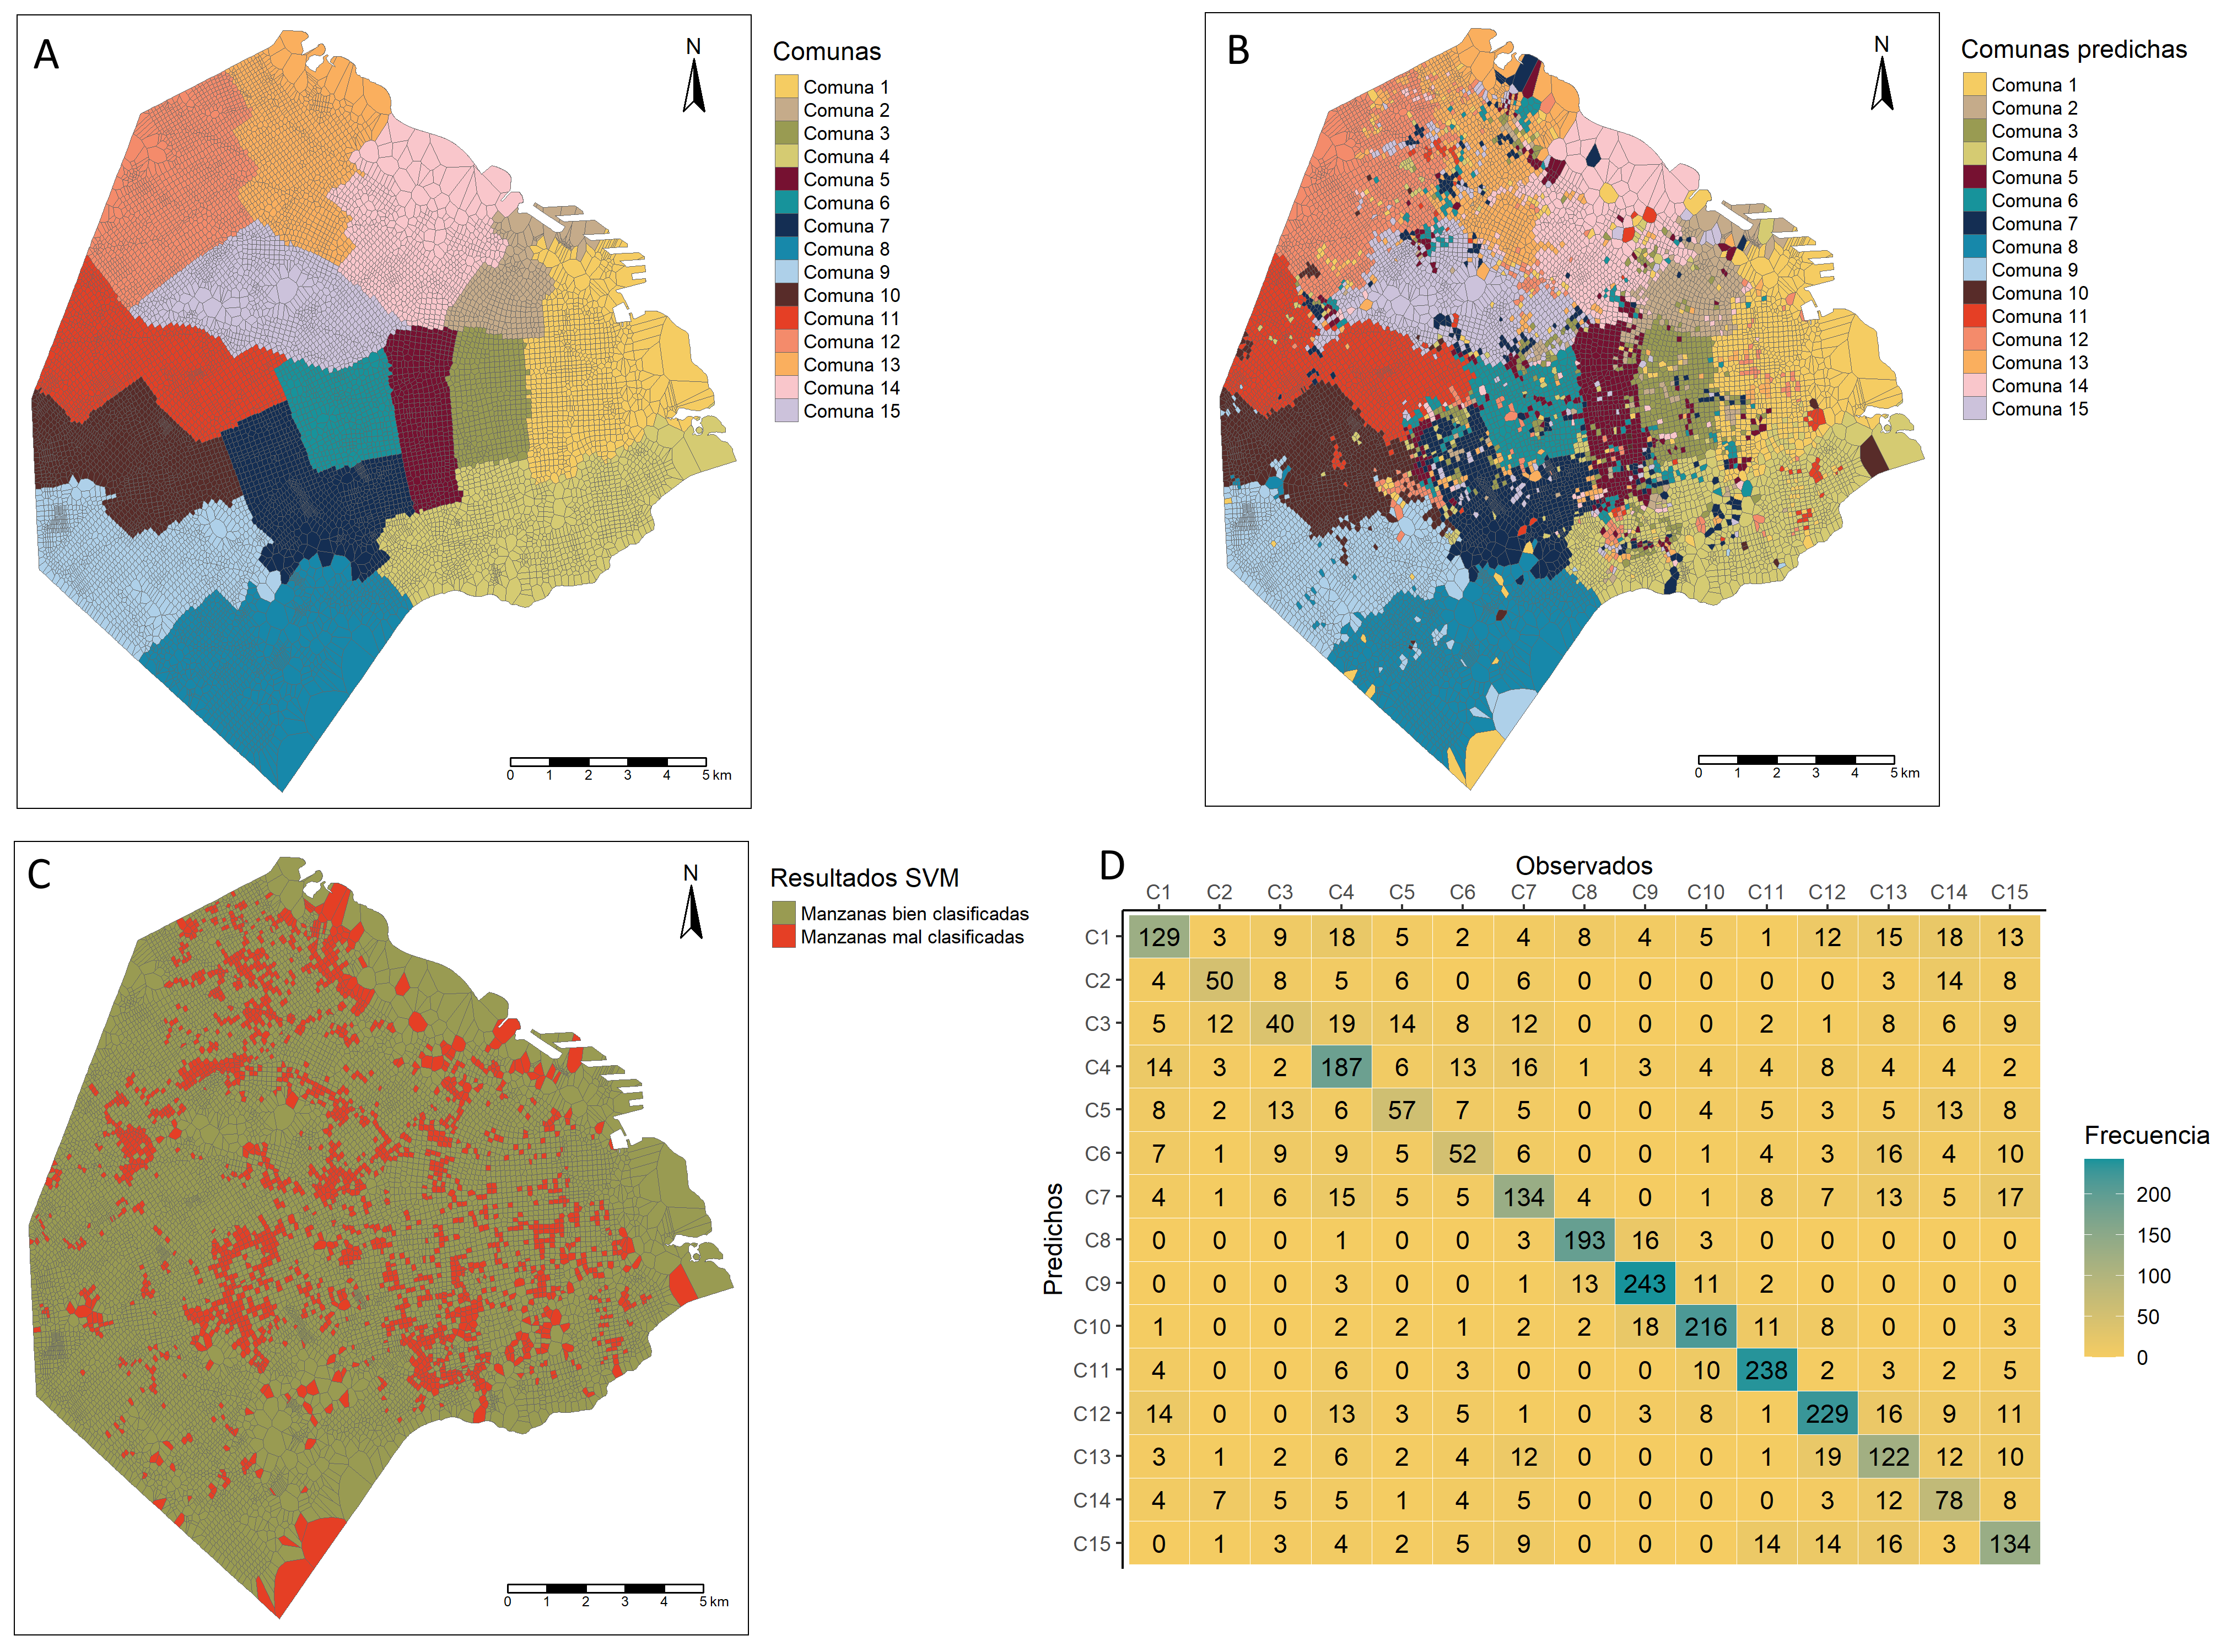 A
N
Comunas
Comuna 1
Comuna 2
Comuna 3
Comuna 4
Comuna 5
Comuna 6
Comuna 7
Comuna 8
Comuna 9
Comuna 10
Comuna 11
Comuna 12
Comuna 13
Comuna 14
Comuna 15
0 1 2 3 4 5 km
B
N
Comunas predichas
Comuna 1
Comuna 2
Comuna 3
Comuna 4
Comuna 5
Comuna 6
Comuna 7
Comuna 8
Comuna 9
Comuna 10
Comuna 11
Comuna 12
Comuna 13
Comuna 14
Comuna 15
0 1 2 3 4 5 km
C
N
Resultados SVM
Manzanas bien clasificadas
Manzanas mal clasificadas
0 1 2 3 4 5 km
D
Observados
C1 C2 C3 C4 C5 C6 C7 C8 C9 C10 C11 C12 C13 C14 C15
Predichos
C1 129 3 9 18 5 2 4 8 4 5 1 12 15 18 13
C2 4 50 8 5 6 0 6 0 0 0 0 0 3 14 8
C3 5 12 40 19 14 8 12 0 0 0 2 1 8 6 9
C4 14 3 2 187 6 13 16 1 3 4 4 8 4 4 2
C5 8 2 13 6 57 7 5 0 0 4 5 3 5 13 8
C6 7 1 9 9 5 52 6 0 0 1 4 3 16 4 10
C7 4 1 6 15 5 5 134 4 0 1 8 7 13 5 17
C8 0 0 0 1 0 0 3 193 16 3 0 0 0 0 0
C9 0 0 0 3 0 0 1 13 243 11 2 0 0 0 0
C10 1 0 0 2 2 1 2 2 18 216 11 8 0 0 3
C11 4 0 0 6 0 3 0 0 0 10 238 2 3 2 5
C12 14 0 0 13 3 5 1 0 3 8 1 229 16 9 11
C13 3 1 2 6 2 4 12 0 0 0 1 19 122 12 10
C14 4 7 5 5 1 4 5 0 0 0 0 3 12 78 8
C15 0 1 3 4 2 5 9 0 0 0 14 14 16 3 134
Frecuencia
200
150
100
50
0